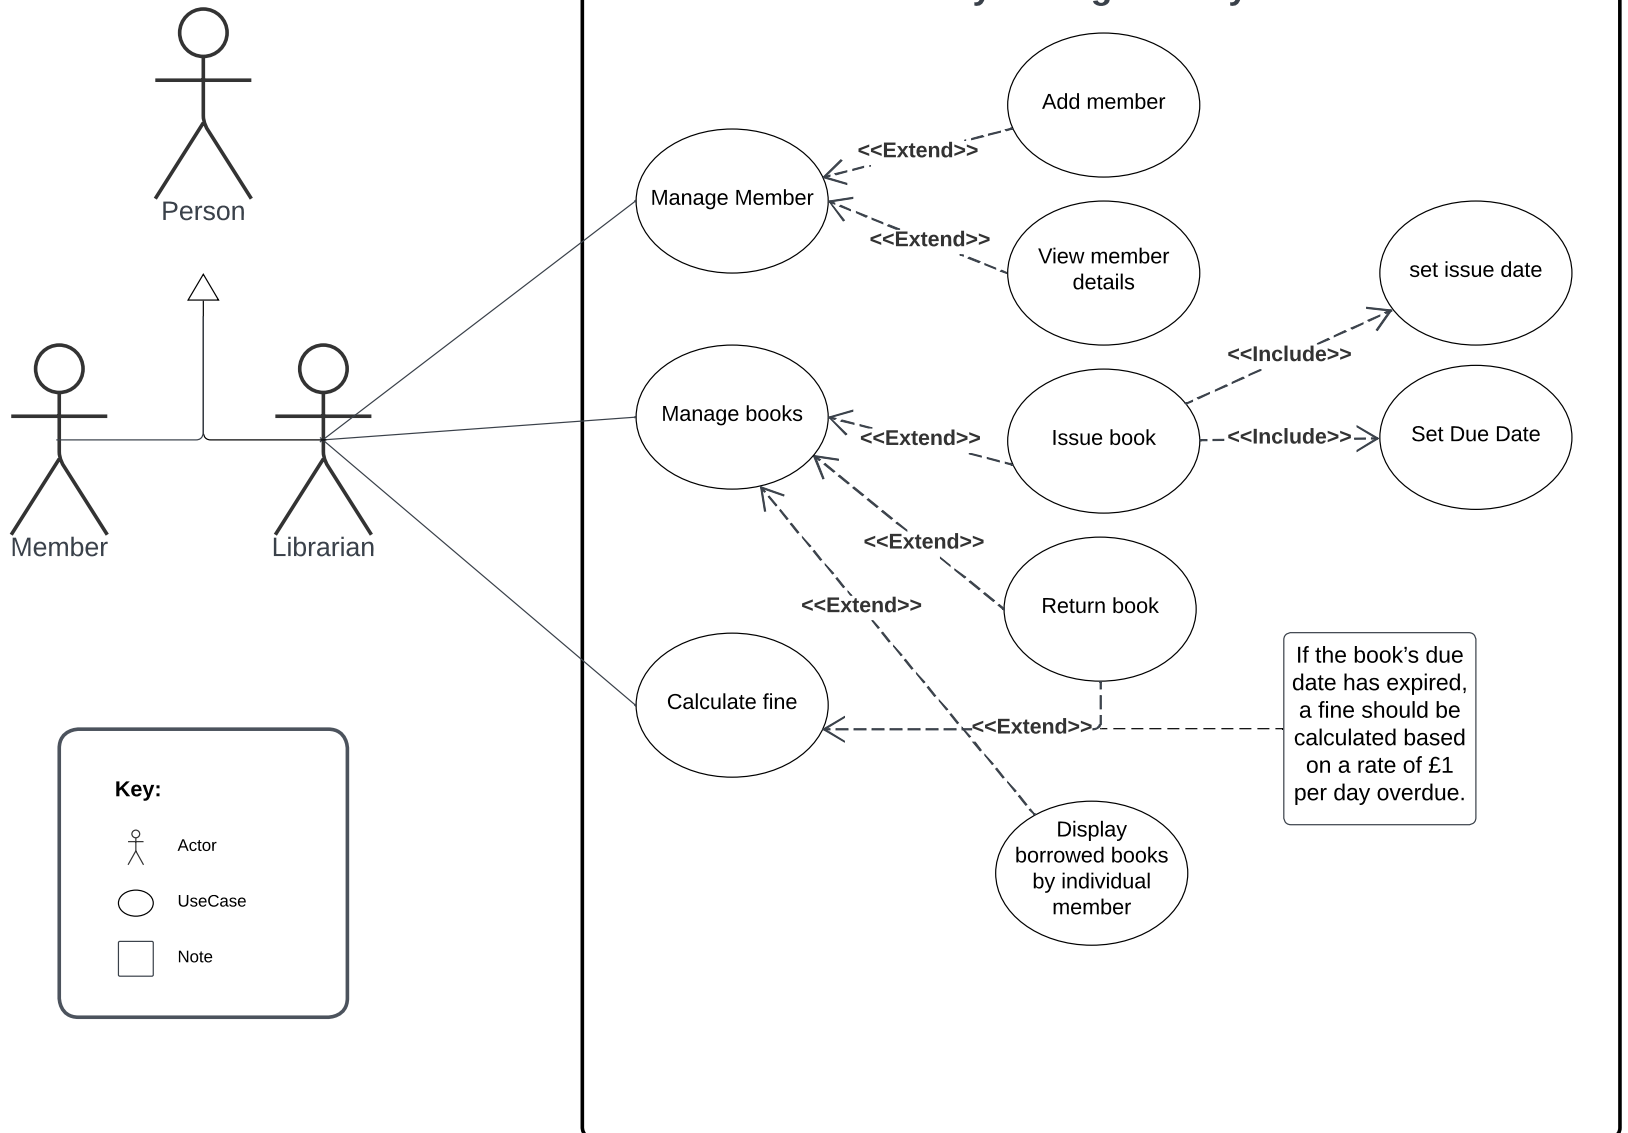 Person
Member
Librarian
Manage Member
<<Extend>>
Add member
<<Extend>>
View member
details
Manage books
<<Extend>>
Issue book
<<Include>>
set issue date
<<Include>>
Set Due Date
<<Extend>>
Return book
<<Extend>>
Calculate fine
<<Extend>>
If the book’s due
date has expired,
a fine should be
calculated based
on a rate of £1
per day overdue.
Display
borrowed books
by individual
member
Key:
Actor
UseCase
Note